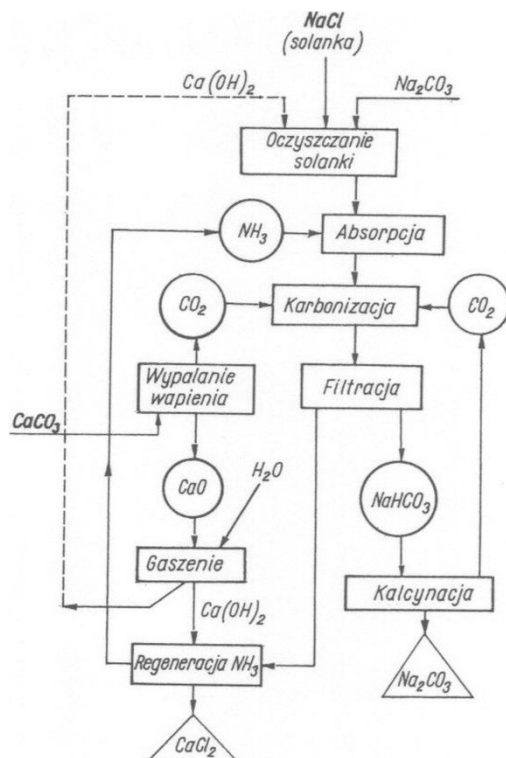 NaCl
(solanka)
Ca(OH)₂
Na₂CO₃
Oczyszczanie
solanki
NH₃
Absorpcja
CO₂
Karbonizacja
CO₂
Wypalanie
wapienia
Filtracja
CaCO₃
CaO
H₂O
NaHCO₃
Gaszenie
Kalcynacja
Ca(OH)₂
Regeneracja NH₃
Na₂CO₃
CaCl₂